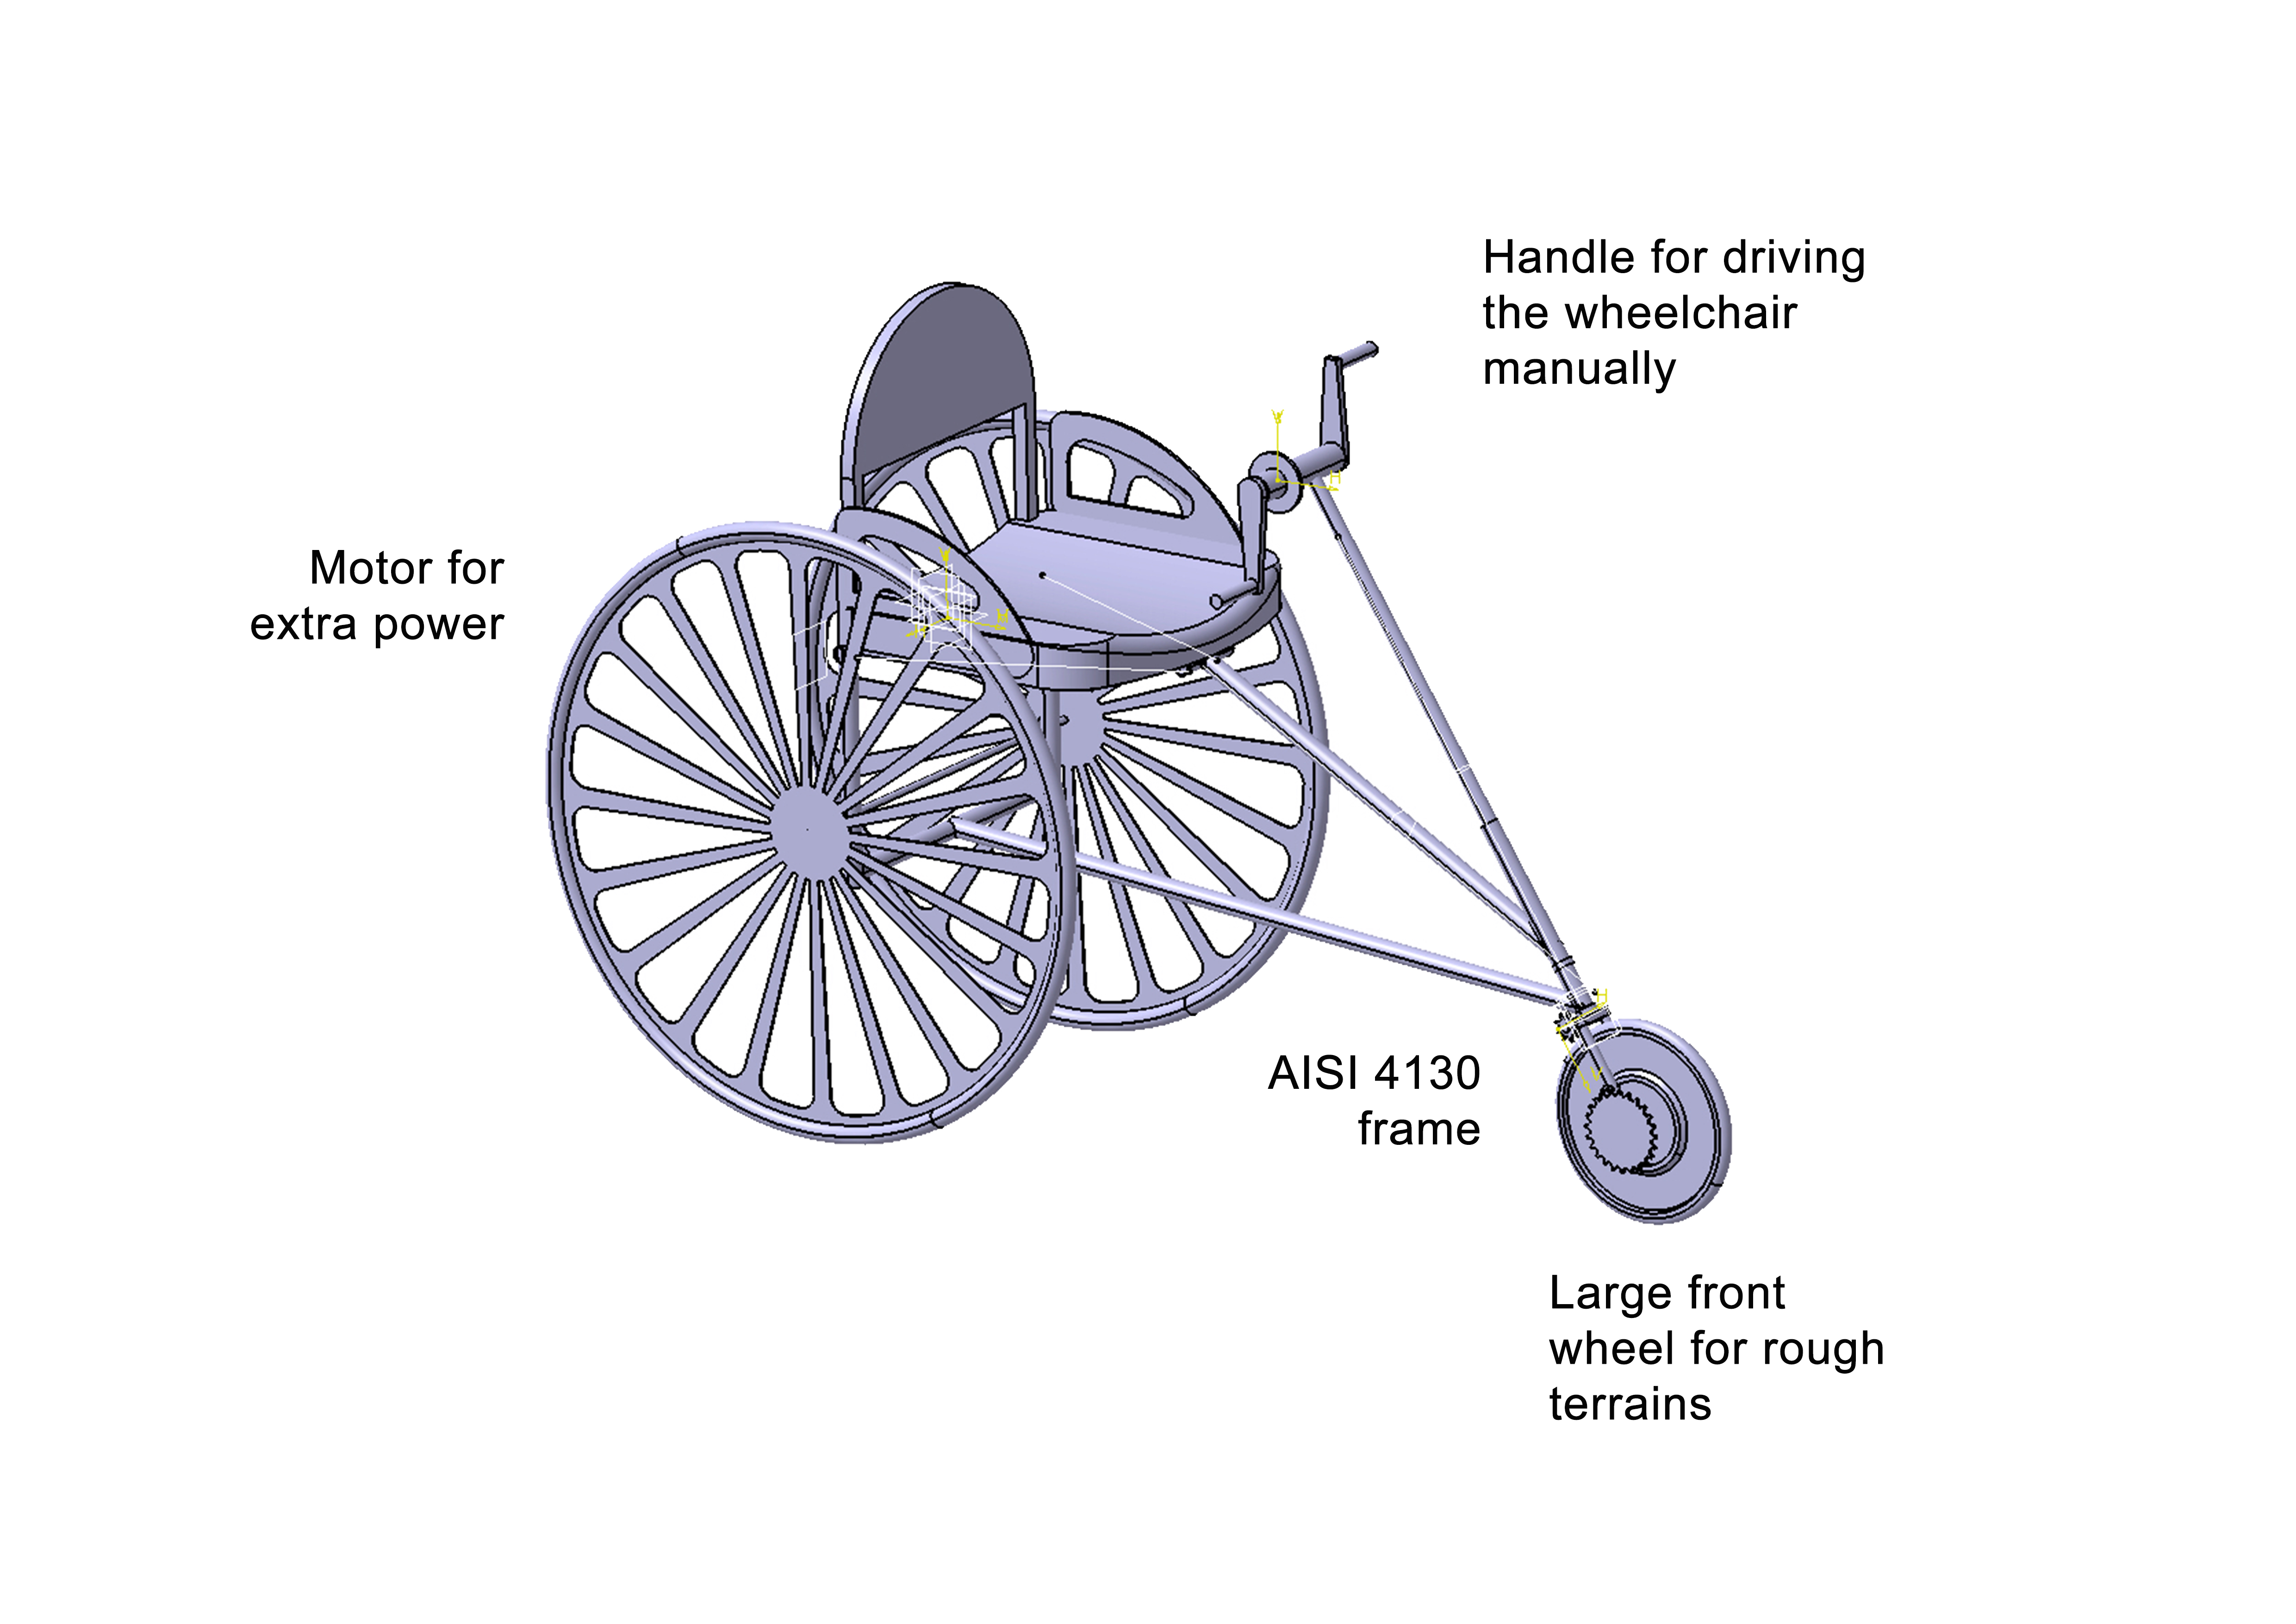 Handle for driving
the wheelchair
manually
Motor for
extra power
AISI 4130
frame
Large front
wheel for rough
terrains
V
H
V
H
H
V